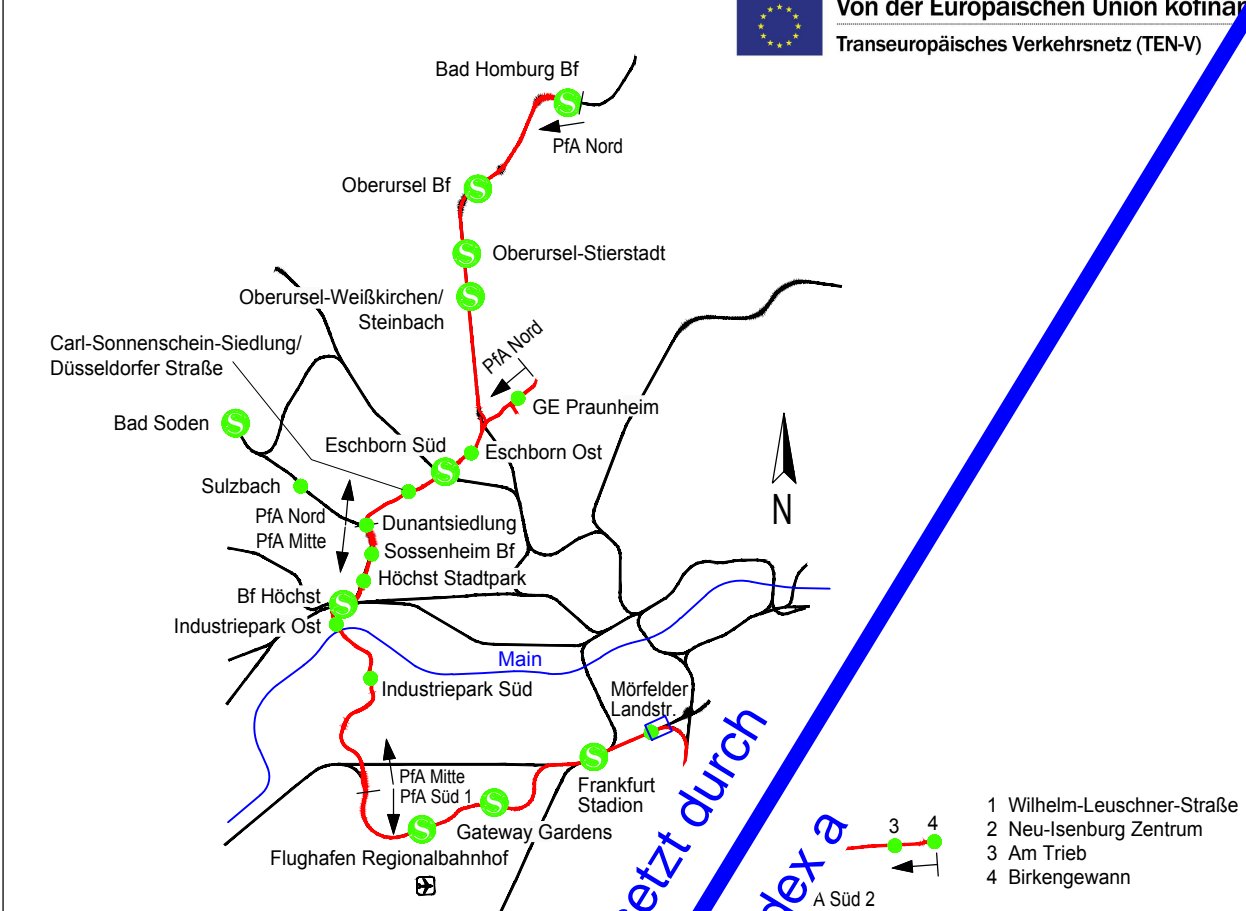 Von der Europäischen Union
Transeuropäisches Verkehrsnetz (TEN-V)
Bad Homburg Bf
PfA Nord
Oberursel Bf
Oberursel-Stierstadt
Oberursel-Weißkirchen/
Steinbach
Carl-Sonnenschein-Siedlung/
Düsseldorfer Straße
PfA Nord
GE Praunheim
Bad Soden
Eschborn Süd
Eschborn Ost
Sulzbach
PfA Nord
PfA Mitte
Dunantsiedlung
Sossenheim Bf
Höchst Stadtpark
N
Bf Höchst
Industriepark Ost
Main
Industriepark Süd
Mörfelder
Landstr.
PfA Mitte
PfA Süd 1
Frankfurt
Stadion
Gateway Gardens
Flughafen Regionalbahnhof
durch
a
3 4
A Süd 2
1 Wilhelm-Leuschner-Straße
2 Neu-Isenburg Zentrum
3 Am Trieb
4 Birkengewann